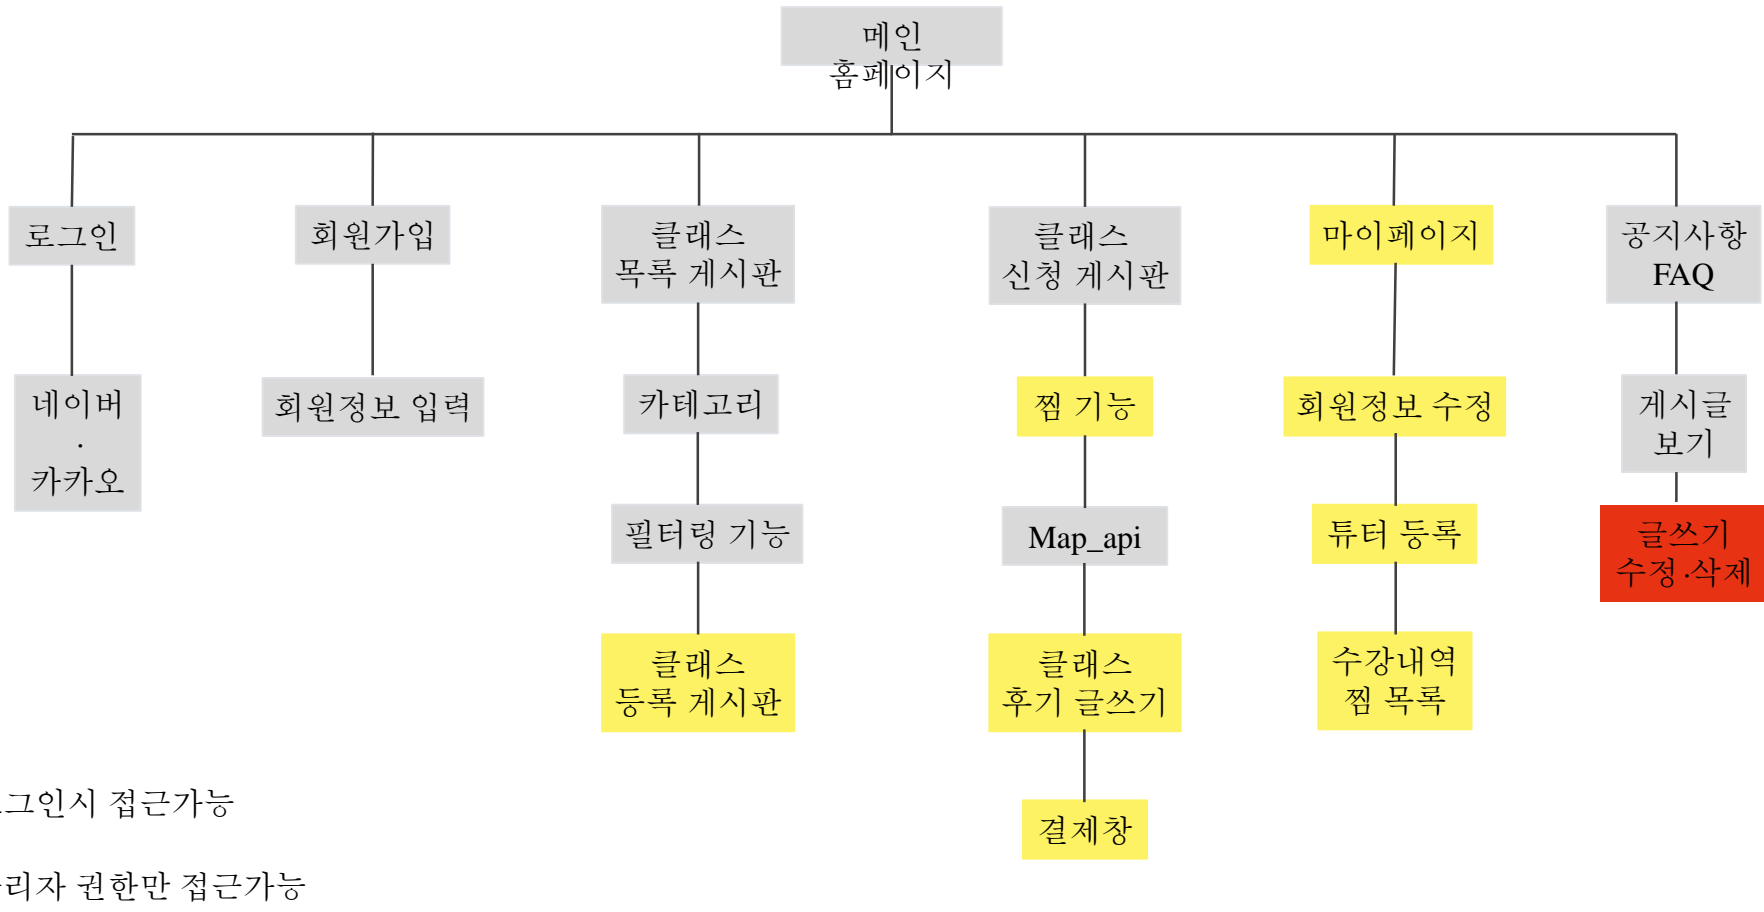 메인
홈페이지
로그인
회원가입
클래스
목록 게시판
클래스
신청 게시판
마이페이지
공지사항
FAQ
네이버
·
카카오
회원정보 입력
카테고리
찜 기능
회원정보 수정
게시글
보기
필터링 기능
Map_api
튜터 등록
글쓰기
수정·삭제
클래스
등록 게시판
클래스
후기 글쓰기
수강내역
찜 목록
결제창
그인시 접근가능
리자 권한만 접근가능